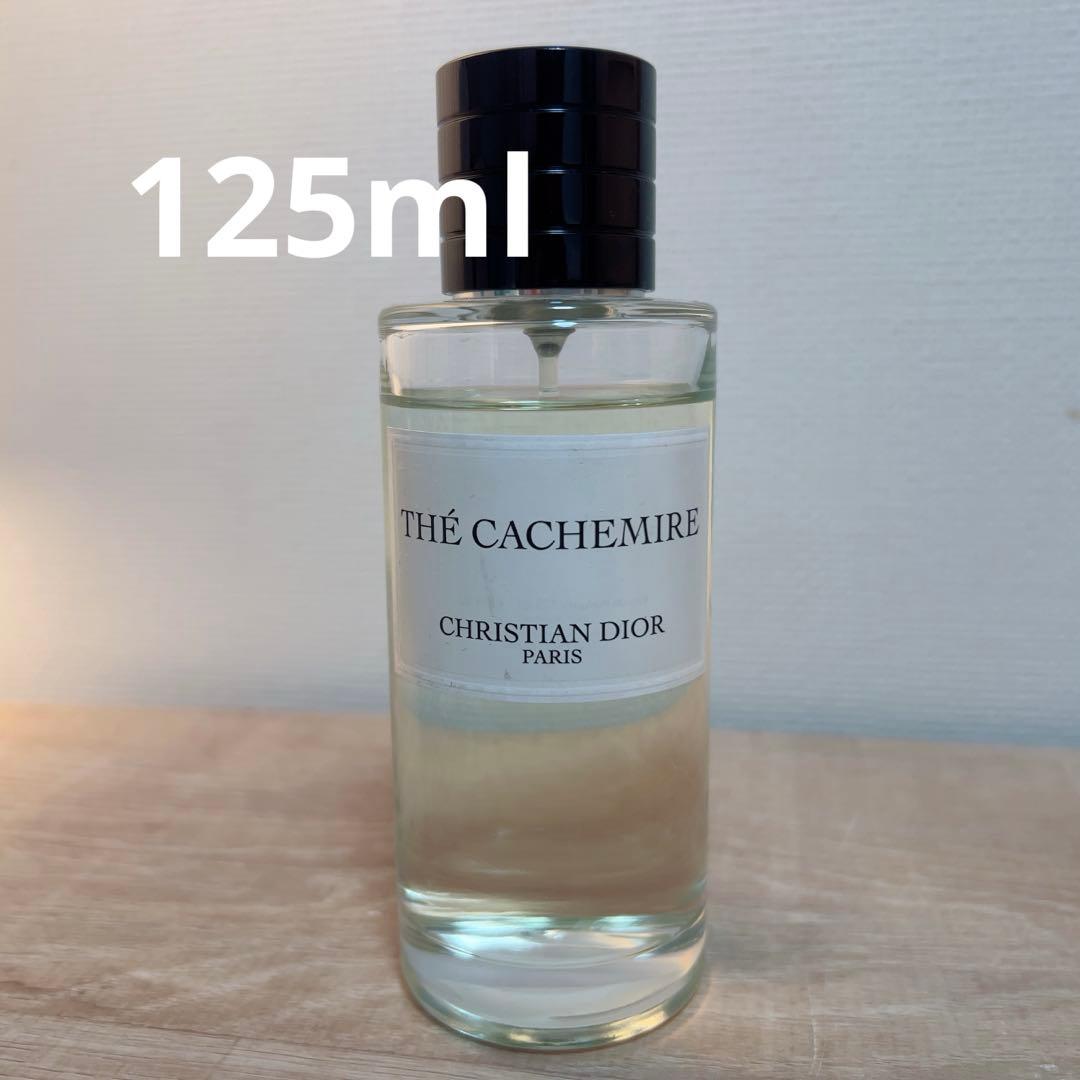 125ml
THÉ CACHEMIRE
CHRISTIAN DIOR
PARIS